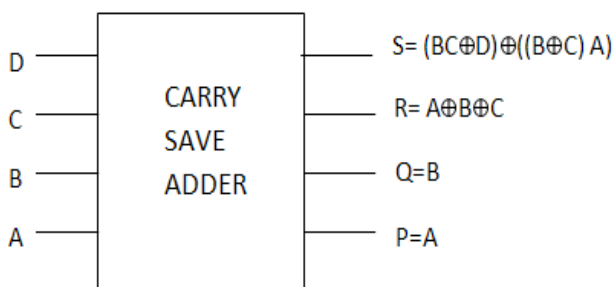 D
C
B
A
CARRY
SAVE
ADDER
S= (BC⊕D)⊕((B⊕C) A)
R= A⊕B⊕C
Q=B
P=A